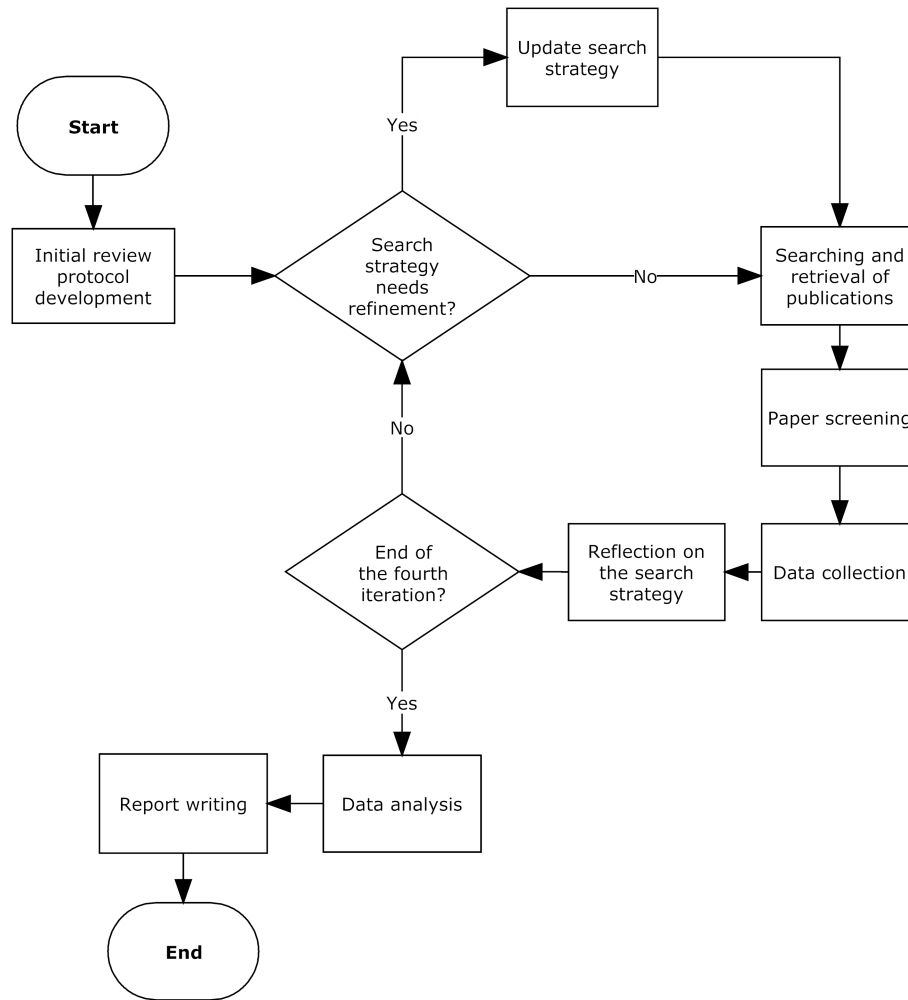 Start
Initial review
protocol
development
Search
strategy
needs
refinement?
Yes
Update search
strategy
No
Searching and
retrieval of
publications
Paper screening
Data collection
Reflection on
the search
strategy
End of
the fourth
iteration?
No
Yes
Data analysis
Report writing
End